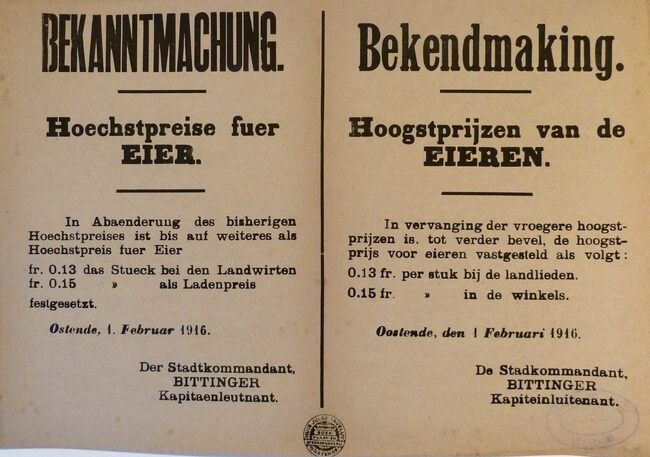 BEKANNTMACHUNG.
Hoechstpreise fuer
EIER.
In Abaenderung des bisherigen
Hoechstpreises ist bis auf weiteres als
Hoechstpreis fuer Eier
fr. 0.13 das Stueck bei den Landwirten
fr. 0.15 » als Ladenpreis
festgesetzt.
Ostende, 1. Februar 1916.
Der Stadtkommandant,
BITTINGER
Kapitaenleutnant.
Bekendmaking.
Hoogstprijzen van de
EIEREN.
In vervanging der vroegere hoogst-
prijzen is, tot verder bevel, de hoogst-
prijs voor eieren vastgesteld als volgt :
0.13 fr. per stuk bij de landlieden.
0.15 fr. » in de winkels.
Oostende, den 1 Februari 1916.
De Stadkommandant,
BITTINGER
Kapiteinluitenant.